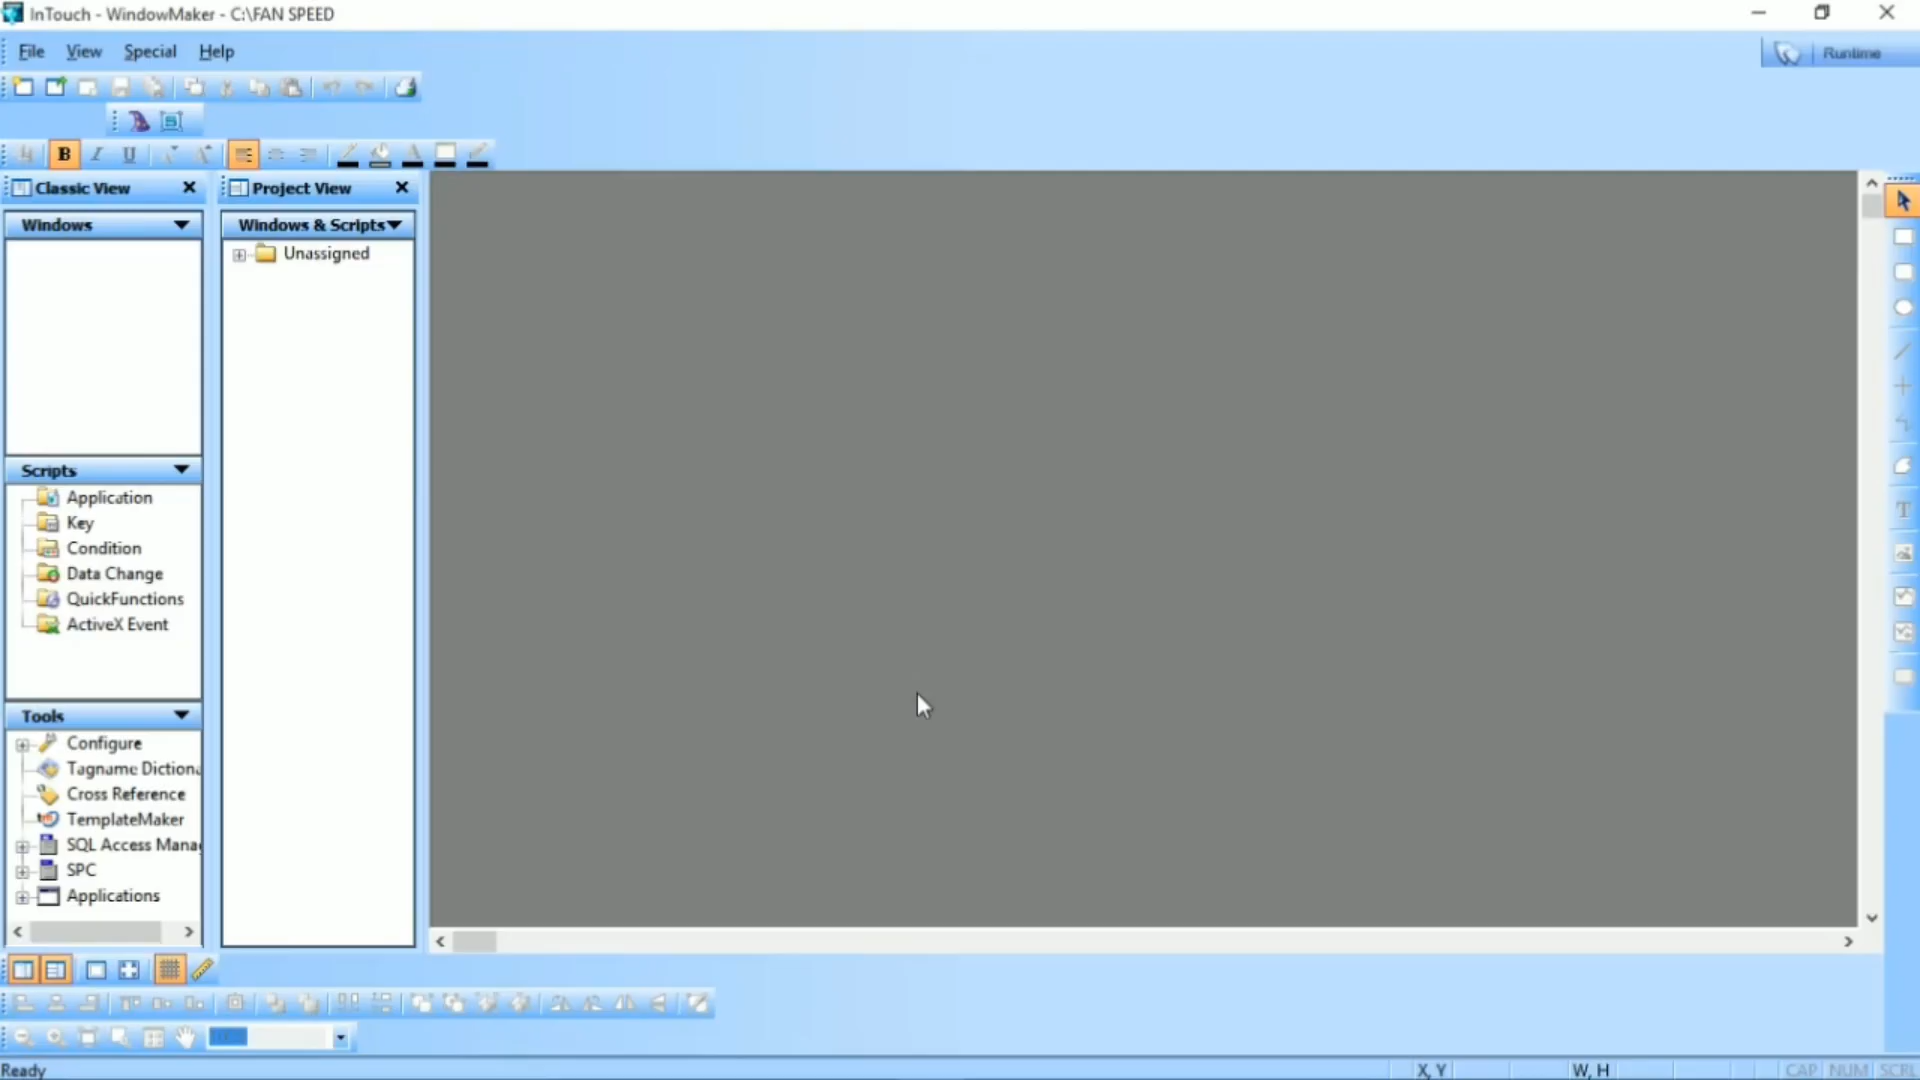 InTouch - WindowMaker - C:\FAN SPEED
File View Special Help
Runtime
B I U
Classic View
Project View
Windows
Windows & Scripts
Unassigned
Scripts
Application
Key
Condition
Data Change
QuickFunctions
ActiveX Event
T
Tools
Configure
Tagname Dictiona
Cross Reference
TemplateMaker
SQL Access Mana
SPC
Applications
Ready
X, Y
W, H
CAP NUM SCRL